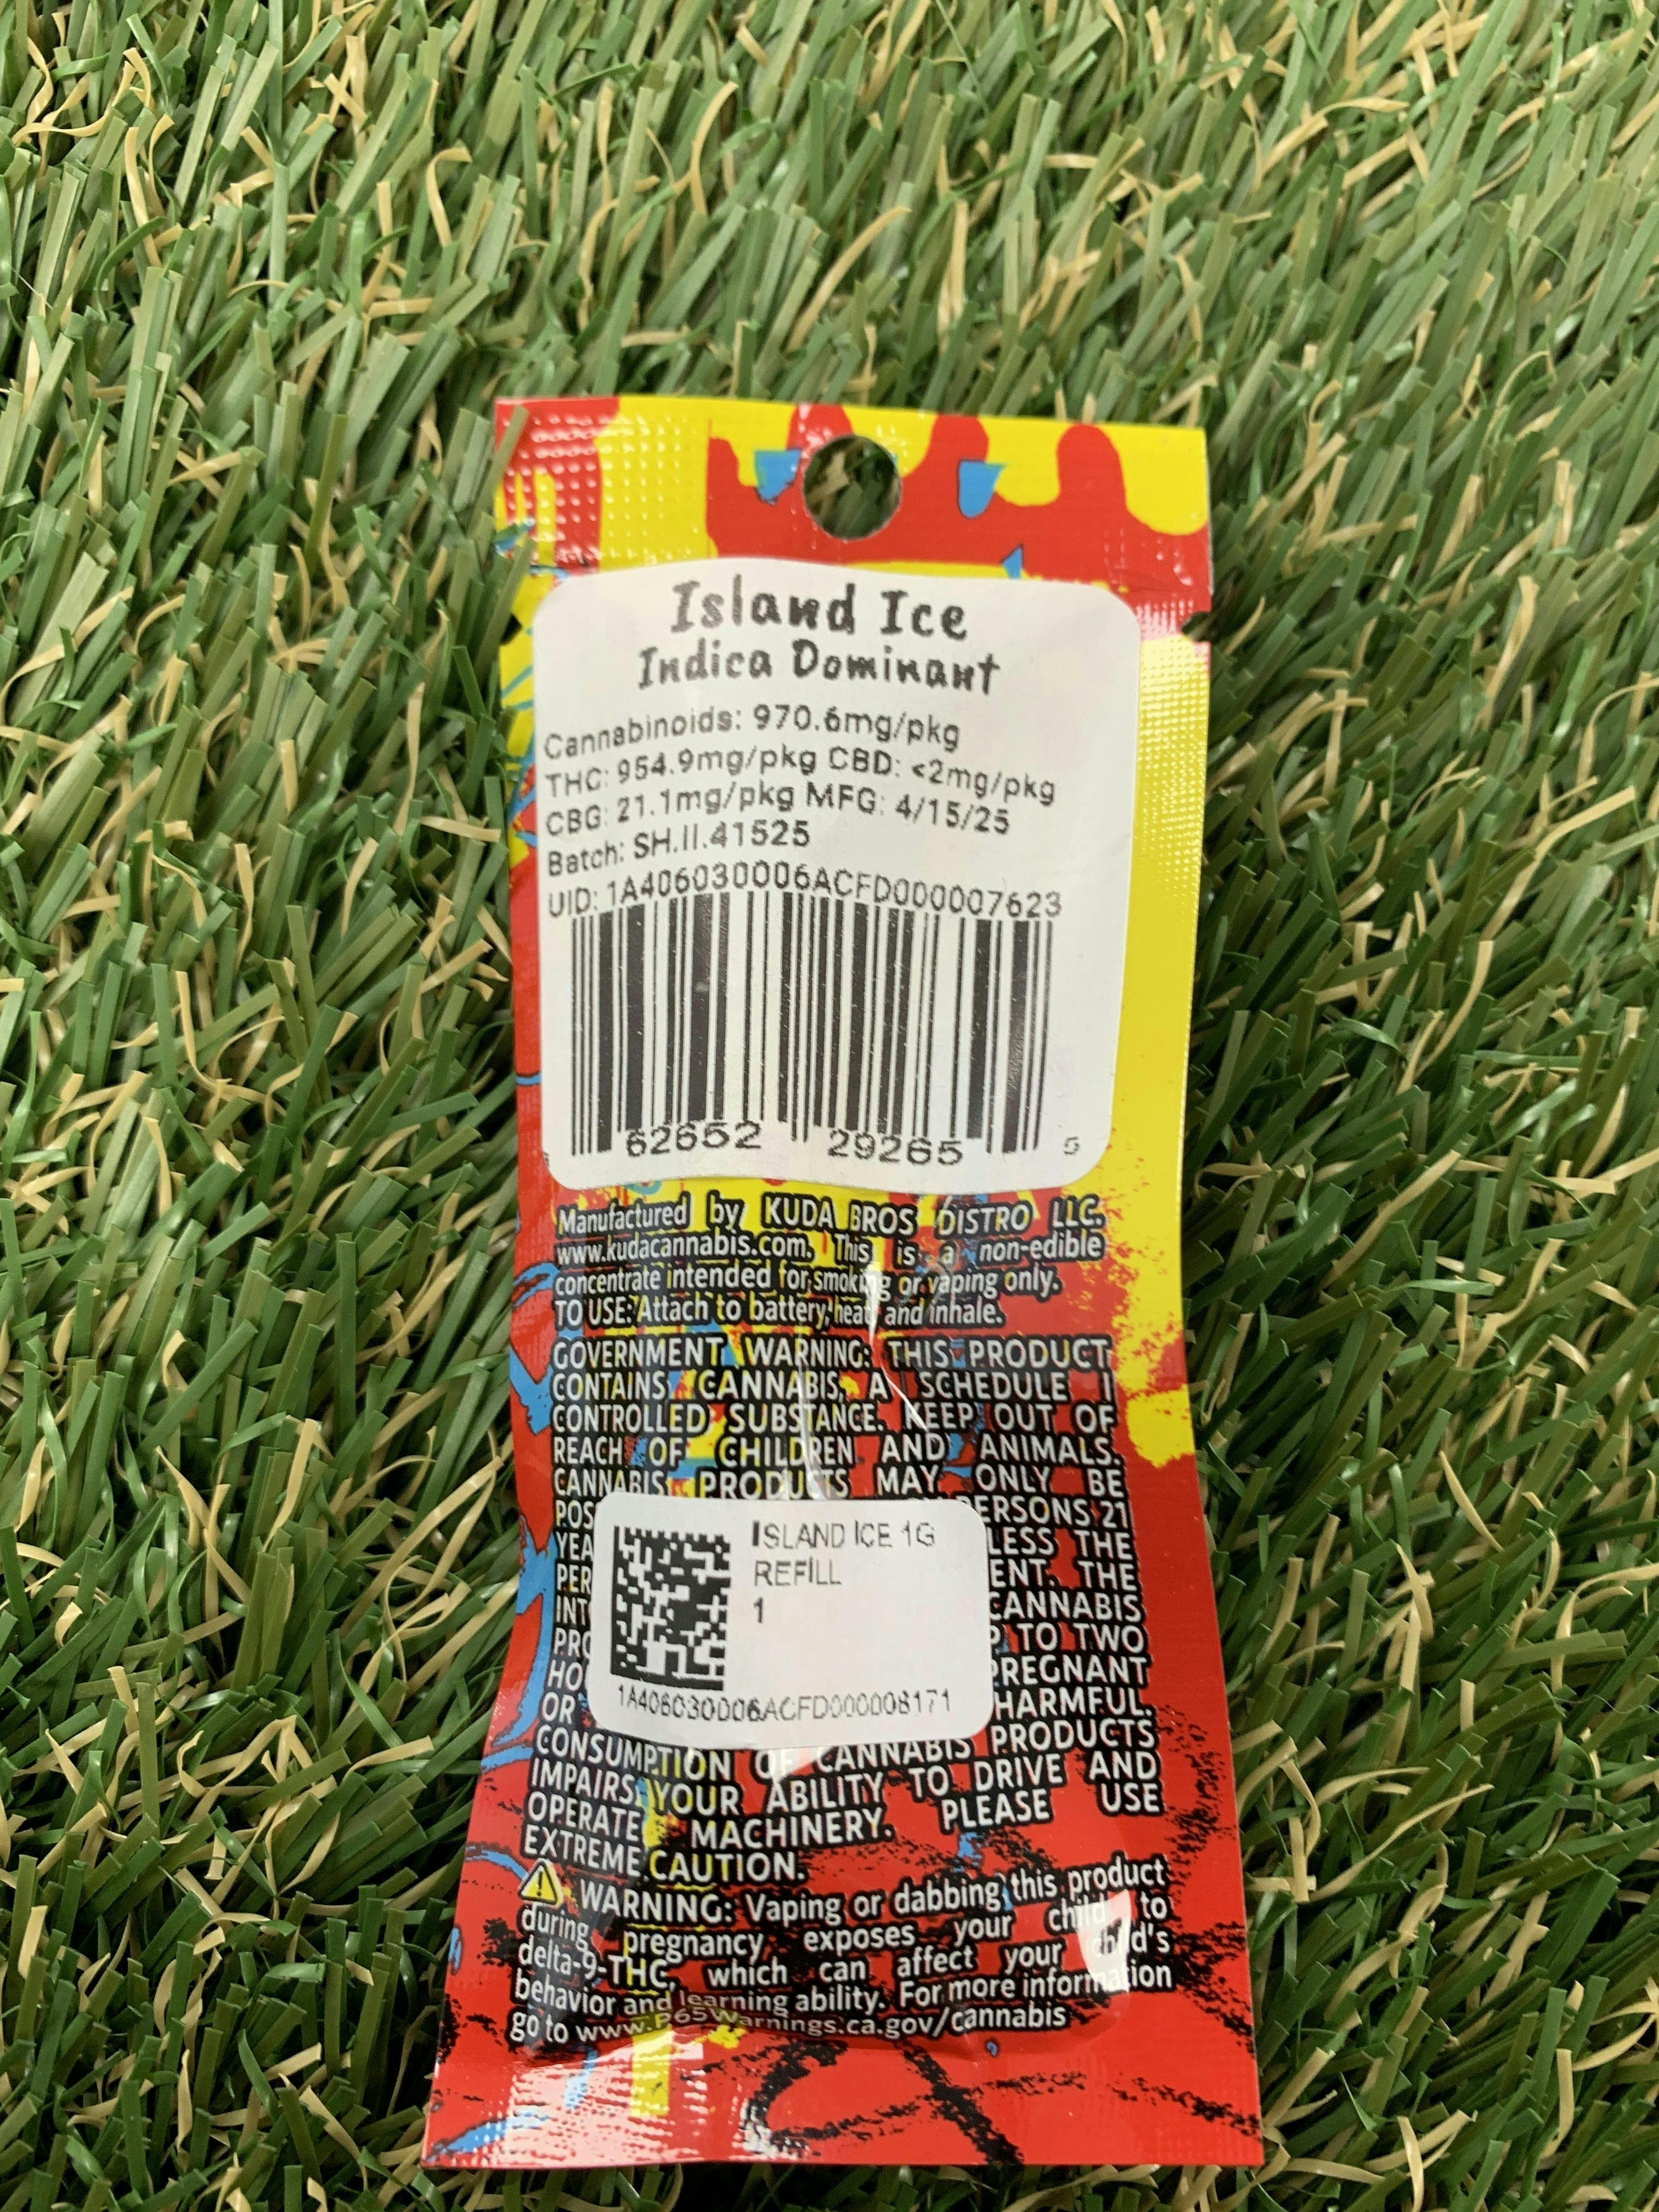 Island Ice
Indica Dominant
Cannabinoids: 970.6mg/pkg
THC: 954.9mg/pkg CBD: <2mg/pkg
CBG: 21.1mg/pkg MFG: 4/15/25
Batch: SH.II.41525
UID: 1A406030006ACFD000007623
62652 29265 5
Manufactured by KUDA BROS DISTRO LLC.
www.kudacannabis.com. This is a non-edible
concentrate intended for smoking or vaping only.
TO USE: Attach to battery, heat and inhale.
GOVERNMENT WARNING: THIS PRODUCT
CONTAINS CANNABIS, A SCHEDULE I
CONTROLLED SUBSTANCE. KEEP OUT OF
REACH OF CHILDREN AND ANIMALS.
CANNABIS PRODUCTS MAY ONLY BE
POS PERSONS 21
YEA LESS THE
PER ENT. THE
INT CANNABIS
PRO P TO TWO
HO PREGNANT
OR HARMFUL.
ISLAND ICE 1G
REFILL
1
1A406030006ACFD000008171
CONSUMPTION OF CANNABIS PRODUCTS
IMPAIRS YOUR ABILITY TO DRIVE AND
OPERATE MACHINERY. PLEASE USE
EXTREME CAUTION.
WARNING: Vaping or dabbing this product
during pregnancy exposes your child to
delta-9-THC, which can affect your child's
behavior and learning ability. For more information
go to www.P65Warnings.ca.gov/cannabis